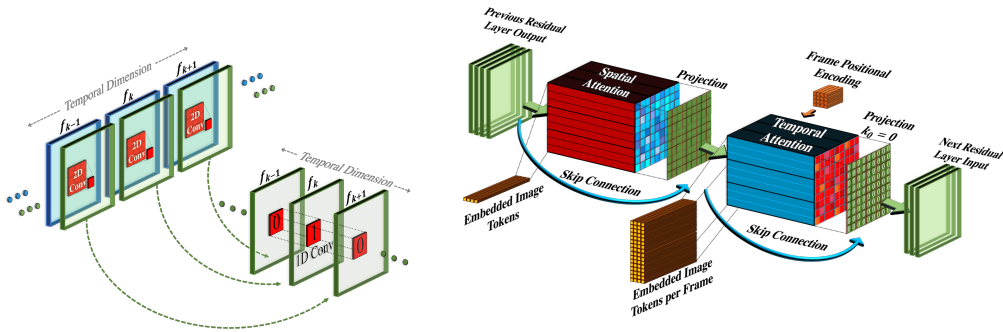 Temporal Dimension
f_{k-1}
f_k
f_{k+1}
2D
Conv
2D
Conv
2D
Conv
Temporal Dimension
f_{k-1}
f_k
f_{k+1}
0
1
0
1D Conv
Previous Residual
Layer Output
Spatial
Attention
Projection
Skip Connection
Embedded Image
Tokens
Frame Positional
Encoding
Temporal
Attention
Projection
k_0 = 0
Skip Connection
Embedded Image
Tokens per Frame
Next Residual
Layer Input